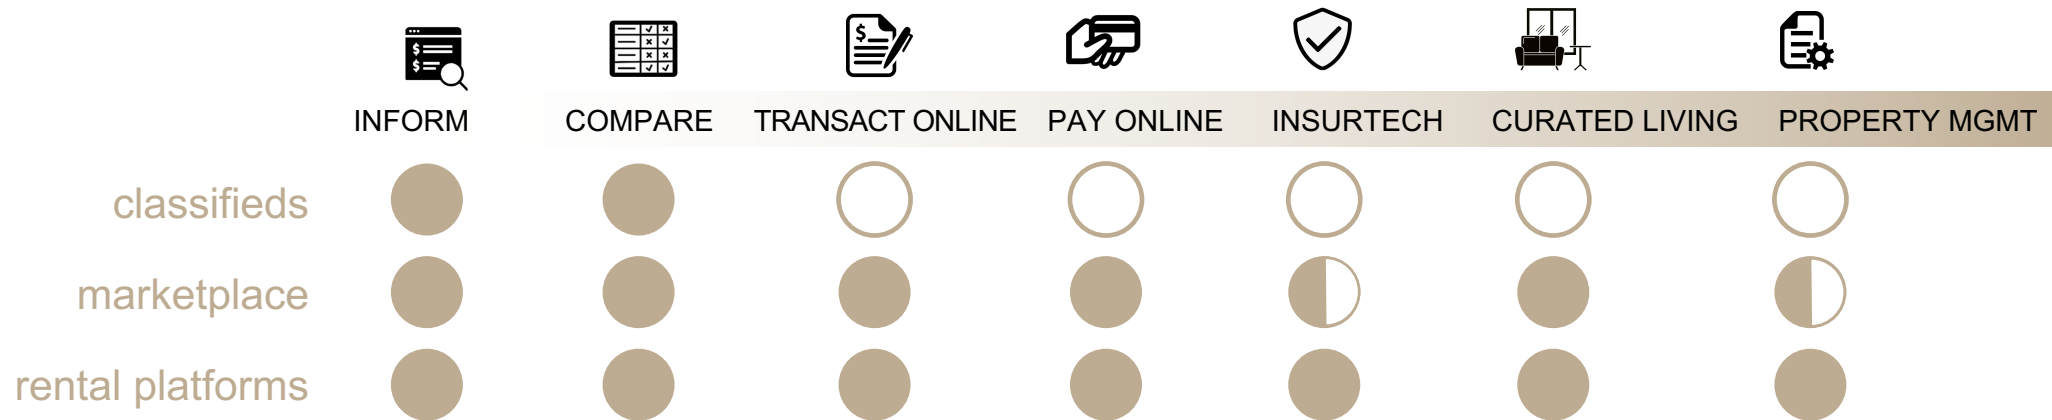 INFORM COMPARE TRANSACT ONLINE PAY ONLINE INSURTECH CURATED LIVING PROPERTY MGMT
classifieds
marketplace
rental platforms